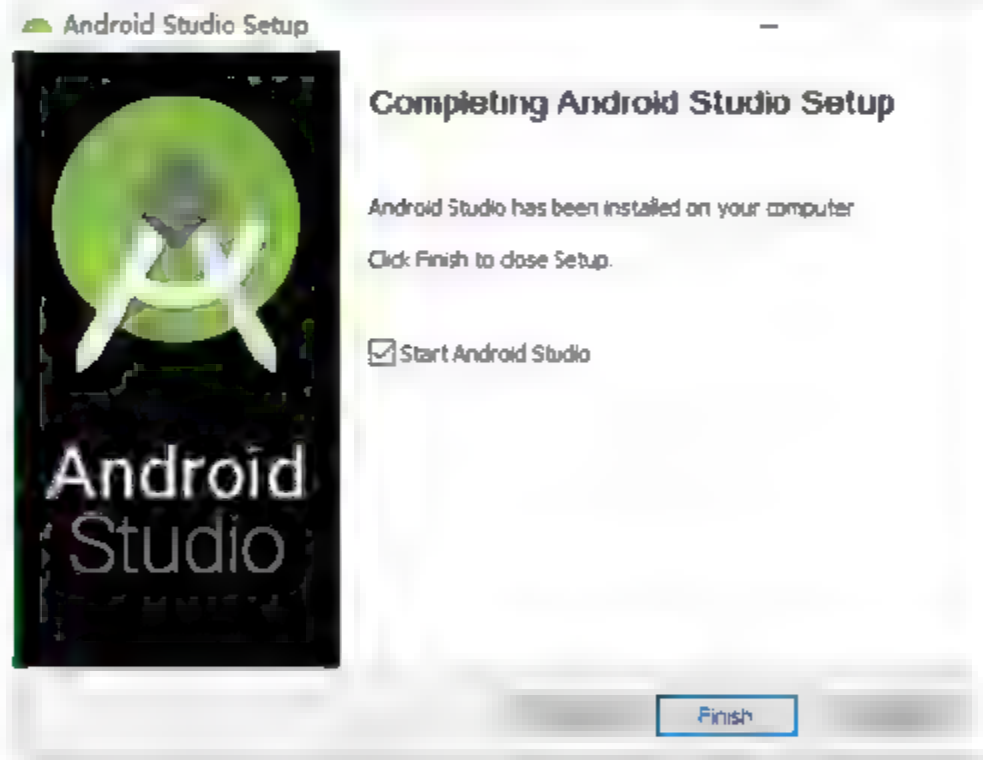 Android Studio Setup
Completing Android Studio Setup
Android Studio has been installed on your computer
Click Finish to close Setup.
Start Android Studio
Android
Studio
Finish